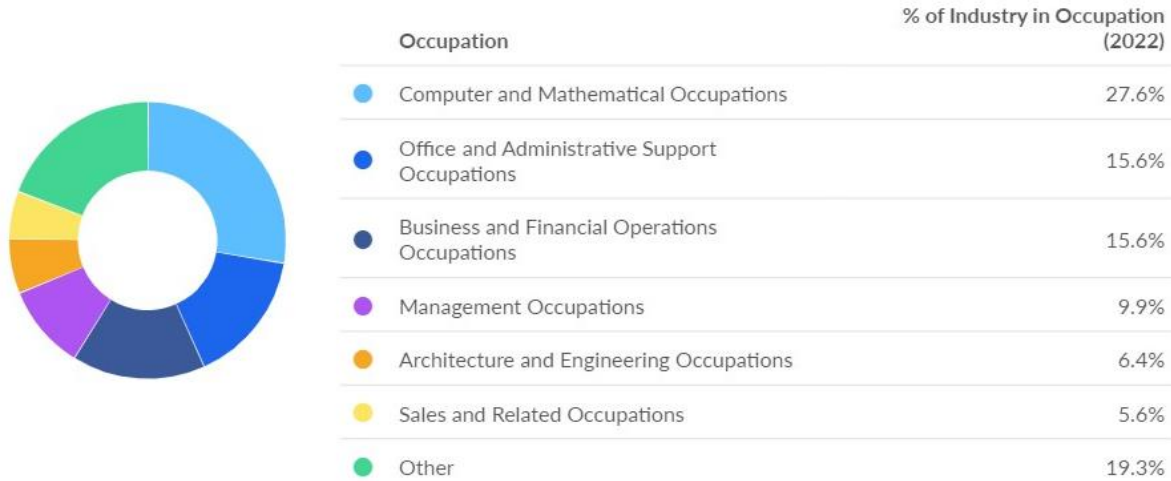 Occupation
% of Industry in Occupation
(2022)
Computer and Mathematical Occupations
27.6%
Office and Administrative Support
Occupations
15.6%
Business and Financial Operations
Occupations
15.6%
Management Occupations
9.9%
Architecture and Engineering Occupations
6.4%
Sales and Related Occupations
5.6%
Other
19.3%